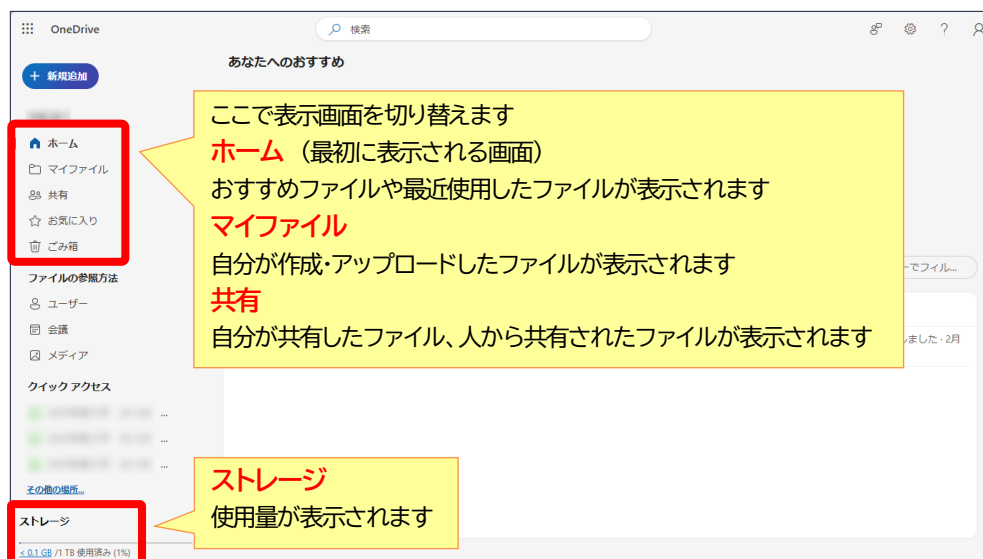 OneDrive
検索
?
+ 新規追加
あなたへのおすすめ
ホーム
マイファイル
共有
お気に入り
ごみ箱
ファイルの参照方法
ユーザー
会議
メディア
クイック アクセス
...
...
...
その他の場所...
ストレージ
< 0.1 GB /1 TB 使用済み (1%)
ここで表示画面を切り替えます
ホーム (最初に表示される画面)
おすすめファイルや最近使用したファイルが表示されます
マイファイル
自分が作成・アップロードしたファイルが表示されます
共有
自分が共有したファイル、人から共有されたファイルが表示されます
ーでフィル...
しました · 2月
ストレージ
使用量が表示されます